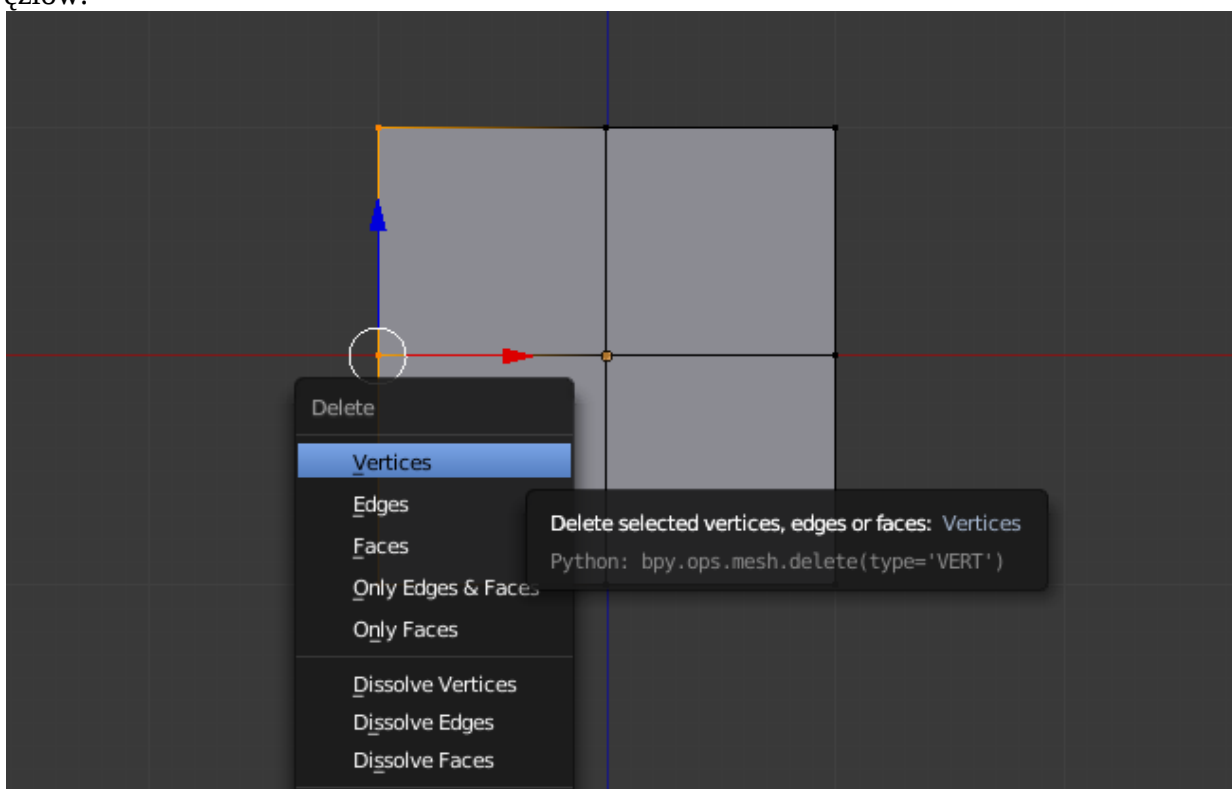 ęzłów.
Delete
Vertices
Edges
Faces
Only Edges & Faces
Only Faces
Dissolve Vertices
Dissolve Edges
Dissolve Faces
Delete selected vertices, edges or faces: Vertices
Python: bpy.ops.mesh.delete(type='VERT')